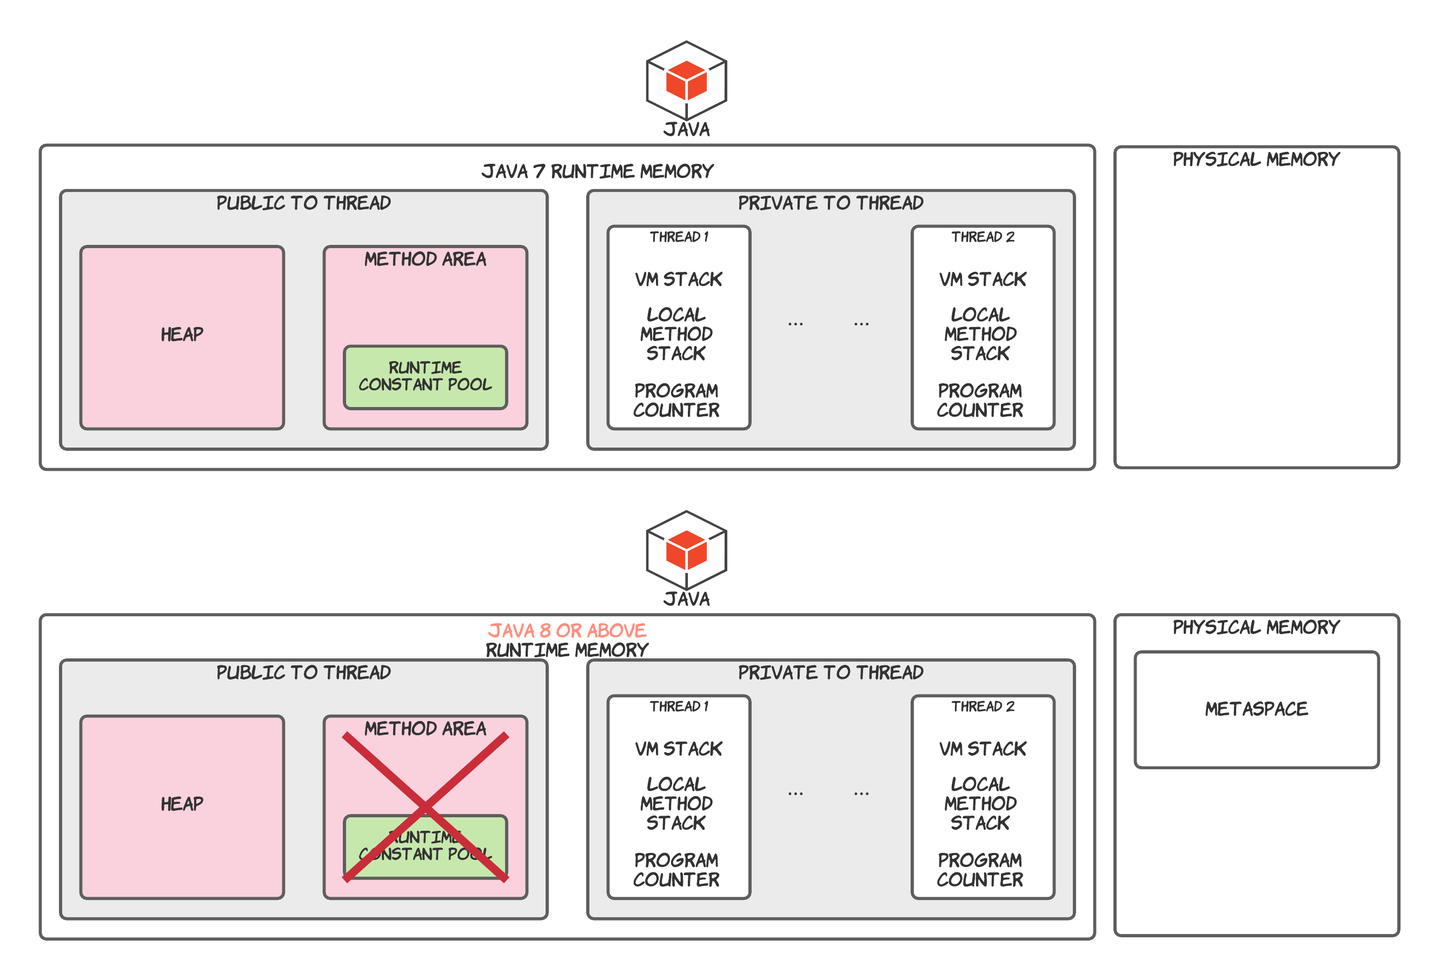 JAVA
JAVA 7 RUNTIME MEMORY
PUBLIC TO THREAD
HEAP
METHOD AREA
RUNTIME
CONSTANT POOL
PRIVATE TO THREAD
THREAD 1
VM STACK
LOCAL
METHOD
STACK
PROGRAM
COUNTER
... ...
THREAD 2
VM STACK
LOCAL
METHOD
STACK
PROGRAM
COUNTER
PHYSICAL MEMORY
JAVA
JAVA 8 OR ABOVE
RUNTIME MEMORY
PUBLIC TO THREAD
HEAP
METHOD AREA
RUNTIME
CONSTANT POOL
PRIVATE TO THREAD
THREAD 1
VM STACK
LOCAL
METHOD
STACK
PROGRAM
COUNTER
... ...
THREAD 2
VM STACK
LOCAL
METHOD
STACK
PROGRAM
COUNTER
PHYSICAL MEMORY
METASPACE